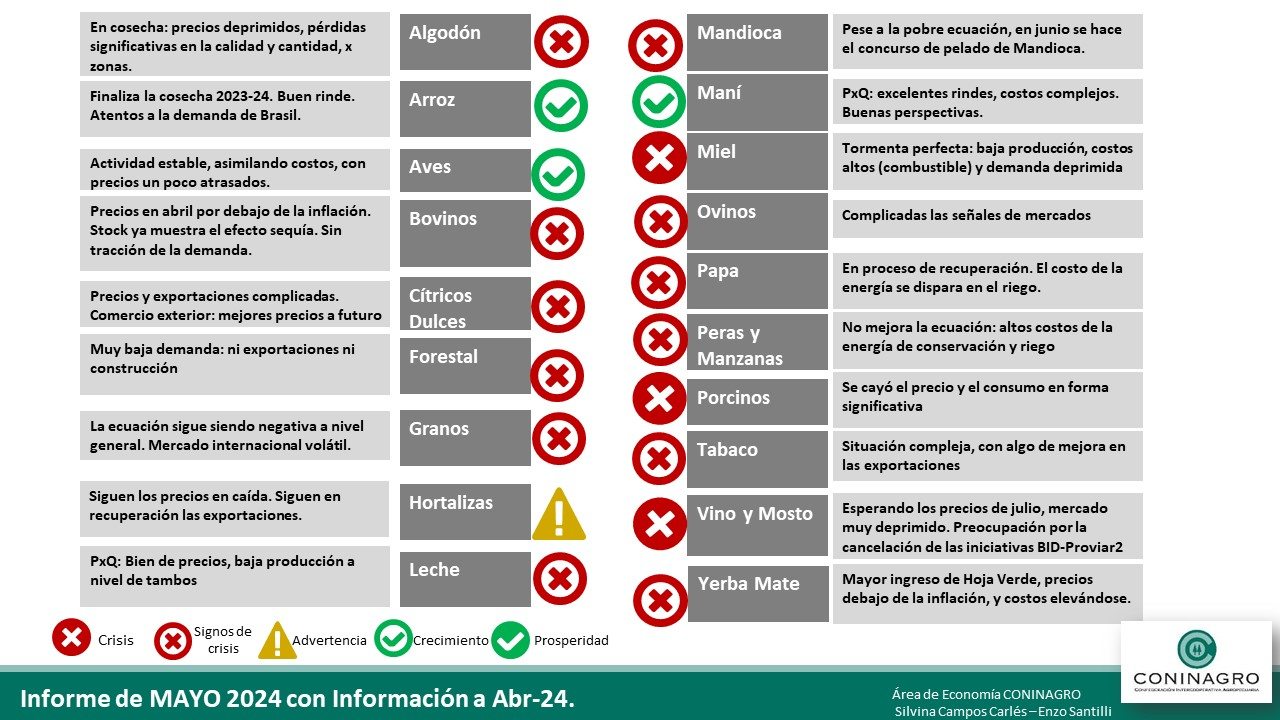 En cosecha: precios deprimidos, pérdidas
significativas en la calidad y cantidad, x
zonas.
Algodón
Finaliza la cosecha 2023-24. Buen rinde.
Atentos a la demanda de Brasil.
Arroz
Actividad estable, asimilando costos, con
precios un poco atrasados.
Aves
Precios en abril por debajo de la inflación.
Stock ya muestra el efecto sequía. Sin
tracción de la demanda.
Bovinos
Precios y exportaciones complicadas.
Comercio exterior: mejores precios a futuro
Cítricos
Dulces
Muy baja demanda: ni exportaciones ni
construcción
Forestal
La ecuación sigue siendo negativa a nivel
general. Mercado internacional volátil.
Granos
Siguen los precios en caída. Siguen en
recuperación las exportaciones.
Hortalizas
PxQ: Bien de precios, baja producción a
nivel de tambos
Leche
Mandioca
Pese a la pobre ecuación, en junio se hace
el concurso de pelado de Mandioca.
Maní
PxQ: excelentes rindes, costos complejos.
Buenas perspectivas.
Miel
Tormenta perfecta: baja producción, costos
altos (combustible) y demanda deprimida
Ovinos
Complicadas las señales de mercados
Papa
En proceso de recuperación. El costo de la
energía se dispara en el riego.
Peras y
Manzanas
No mejora la ecuación: altos costos de la
energía de conservación y riego
Porcinos
Se cayó el precio y el consumo en forma
significativa
Tabaco
Situación compleja, con algo de mejora en
las exportaciones
Vino y Mosto
Esperando los precios de julio, mercado
muy deprimido. Preocupación por la
cancelación de las iniciativas BID-Proviar2
Yerba Mate
Mayor ingreso de Hoja Verde, precios
debajo de la inflación, y costos elevándose.
Crisis
Signos de
crisis
Advertencia
Crecimiento
Prosperidad
CONINAGRO
Confederación Intercooperativa Agropecuaria
Informe de MAYO 2024 con Información a Abr-24.
Área de Economía CONINAGRO
Silvina Campos Carlés – Enzo Santilli